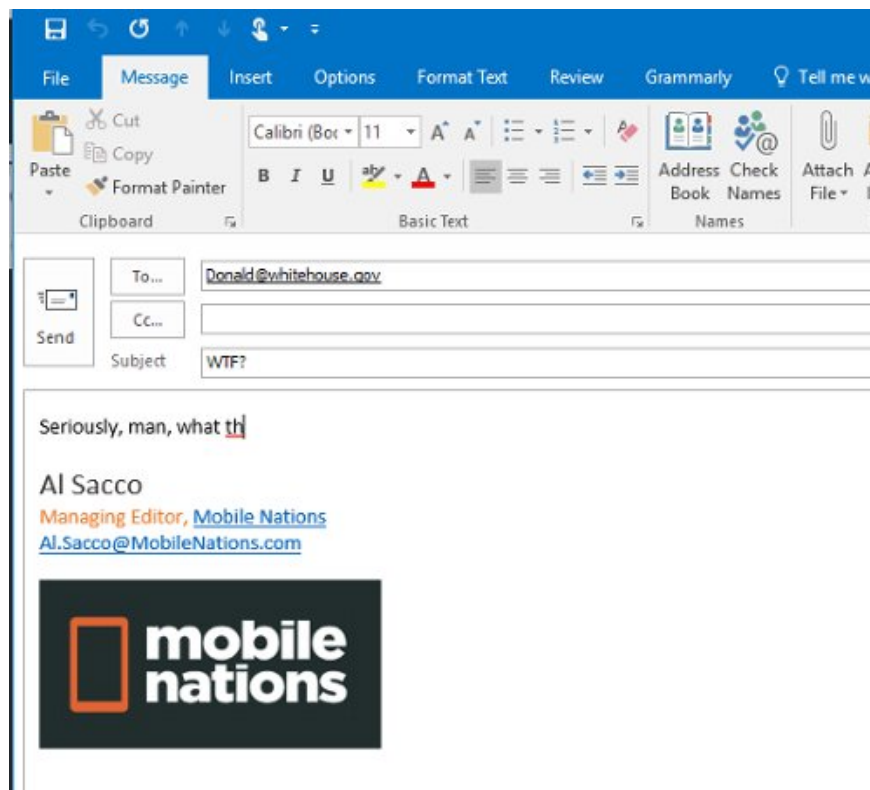 File Message Insert Options Format Text Review Grammarly Tell me w
Cut
Copy
Format Painter
Paste
Clipboard
Calibri (Boc 11
B I U
Basic Text
Address Book
Check Names
Names
Attach File
To... Donald@whitehouse.gov
Cc...
Send
Subject WTF?
Seriously, man, what th
Al Sacco
Managing Editor, Mobile Nations
Al.Sacco@MobileNations.com
mobile
nations